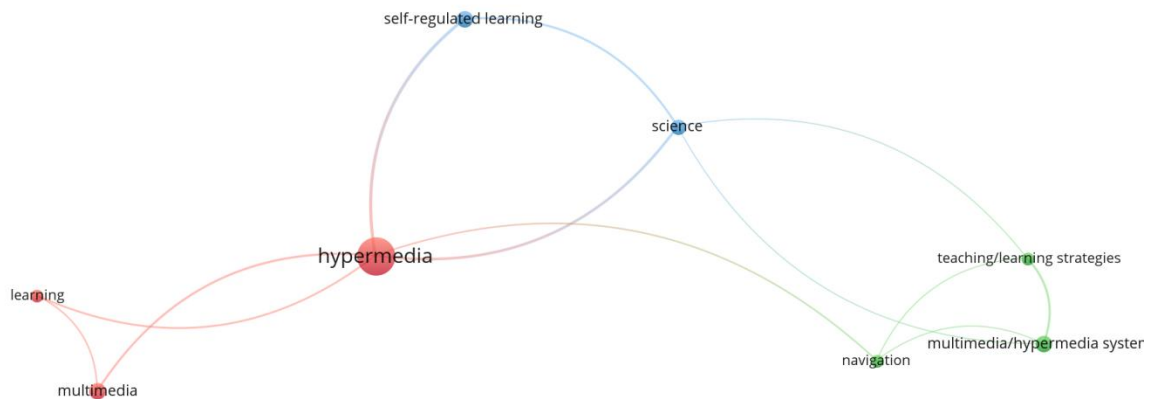 self-regulated learning
science
hypermedia
teaching/learning strategies
learning
multimedia/hypermedia syster
navigation
multimedia